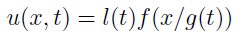 u(x, t) = l(t)f(x/g(t))